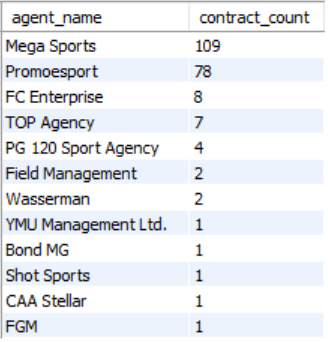 agent_name contract_count
Mega Sports 109
Promoesport 78
FC Enterprise 8
TOP Agency 7
PG 120 Sport Agency 4
Field Management 2
Wasserman 2
YMU Management Ltd. 1
Bond MG 1
Shot Sports 1
CAA Stellar 1
FGM 1